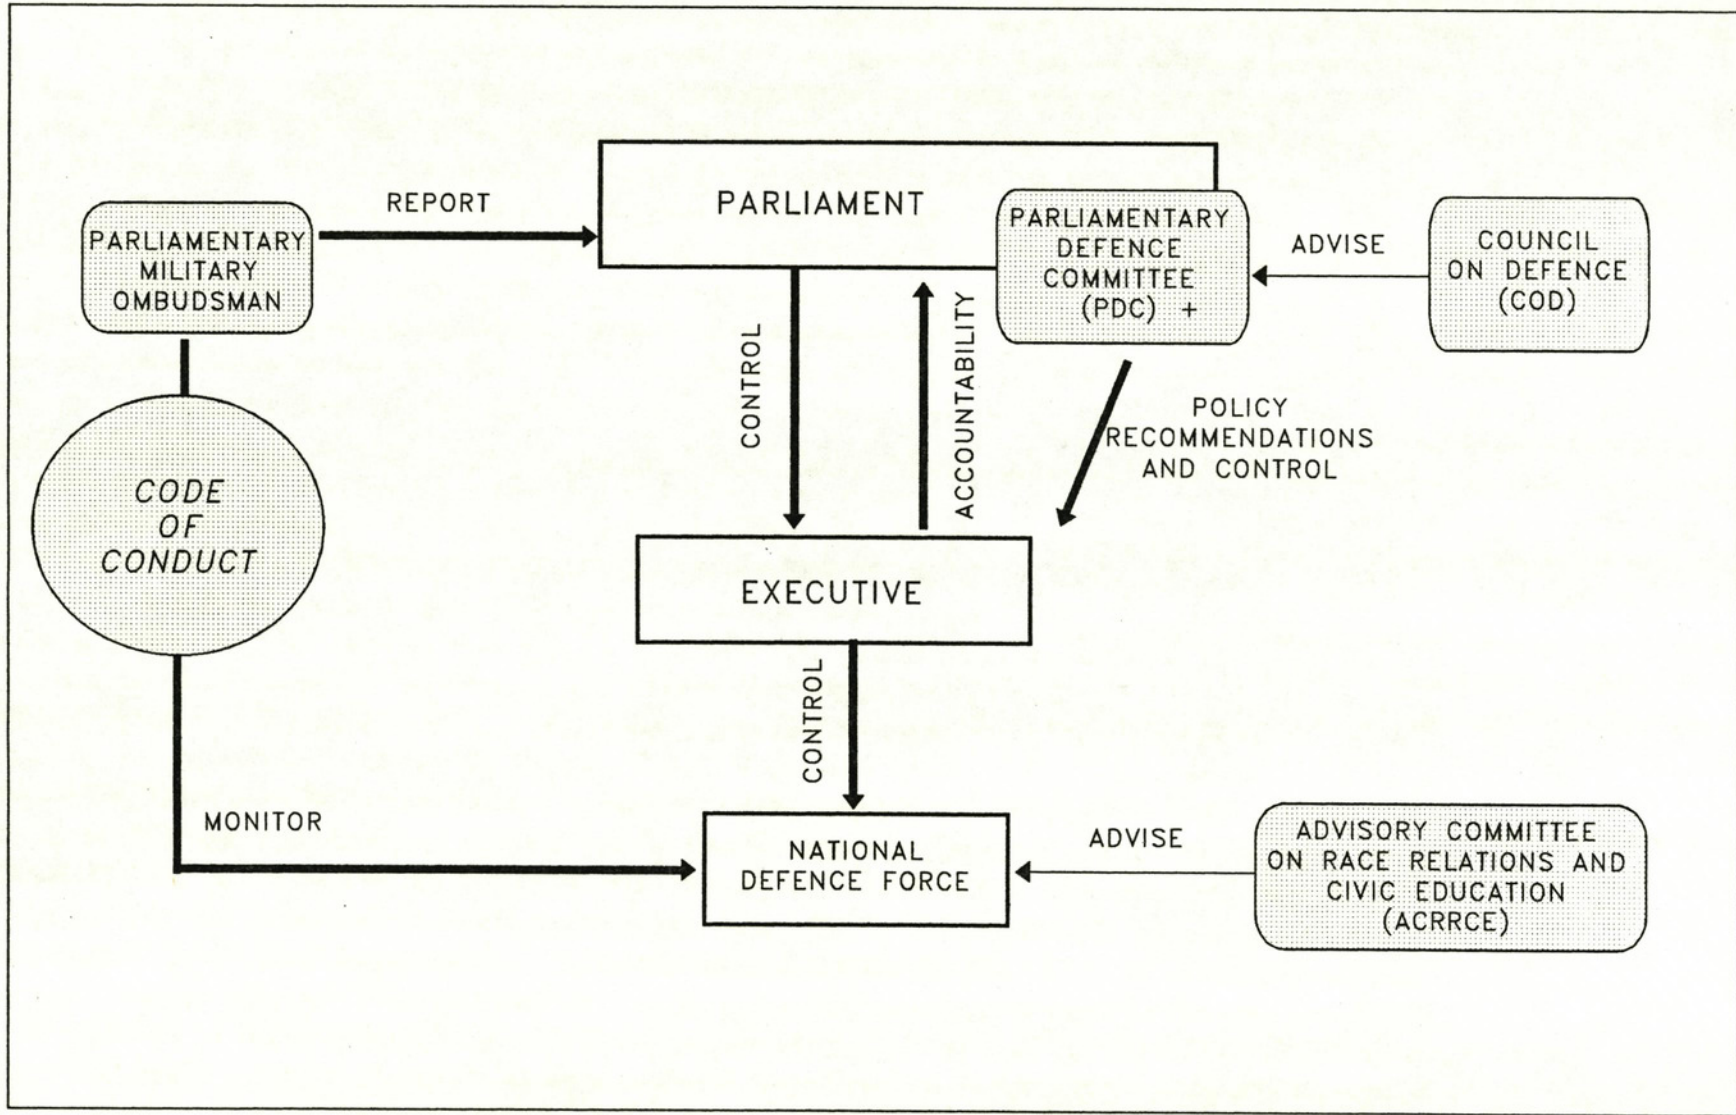 REPORT
PARLIAMENT
PARLIAMENTARY
MILITARY
OMBUDSMAN
PARLIAMENTARY
DEFENCE
COMMITTEE
(PDC) +
ADVISE
COUNCIL
ON DEFENCE
(COD)
CONTROL
ACCOUNTABILITY
POLICY
RECOMMENDATIONS
AND CONTROL
CODE
OF
CONDUCT
EXECUTIVE
CONTROL
MONITOR
NATIONAL
DEFENCE FORCE
ADVISE
ADVISORY COMMITTEE
ON RACE RELATIONS AND
CIVIC EDUCATION
(ACRRCE)